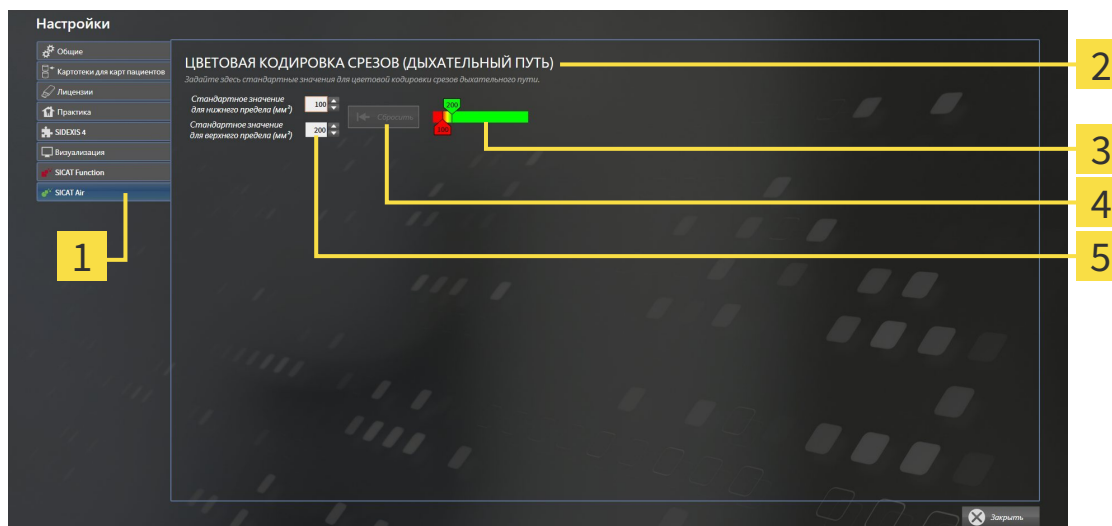 Настройки
Общие
Картотеки для карт пациентов
Лицензии
Практика
SIDEXIS 4
Визуализация
SICAT Function
SICAT Air
ЦВЕТОВАЯ КОДИРОВКА СРЕЗОВ (ДЫХАТЕЛЬНЫЙ ПУТЬ)
Задайте здесь стандартные значения для цветовой кодировки срезов дыхательного пути.
Стандартное значение
для нижнего предела (мм²)
100
Стандартное значение
для верхнего предела (мм²)
200
Сбросить
200
100
Закрыть
1
2
3
4
5